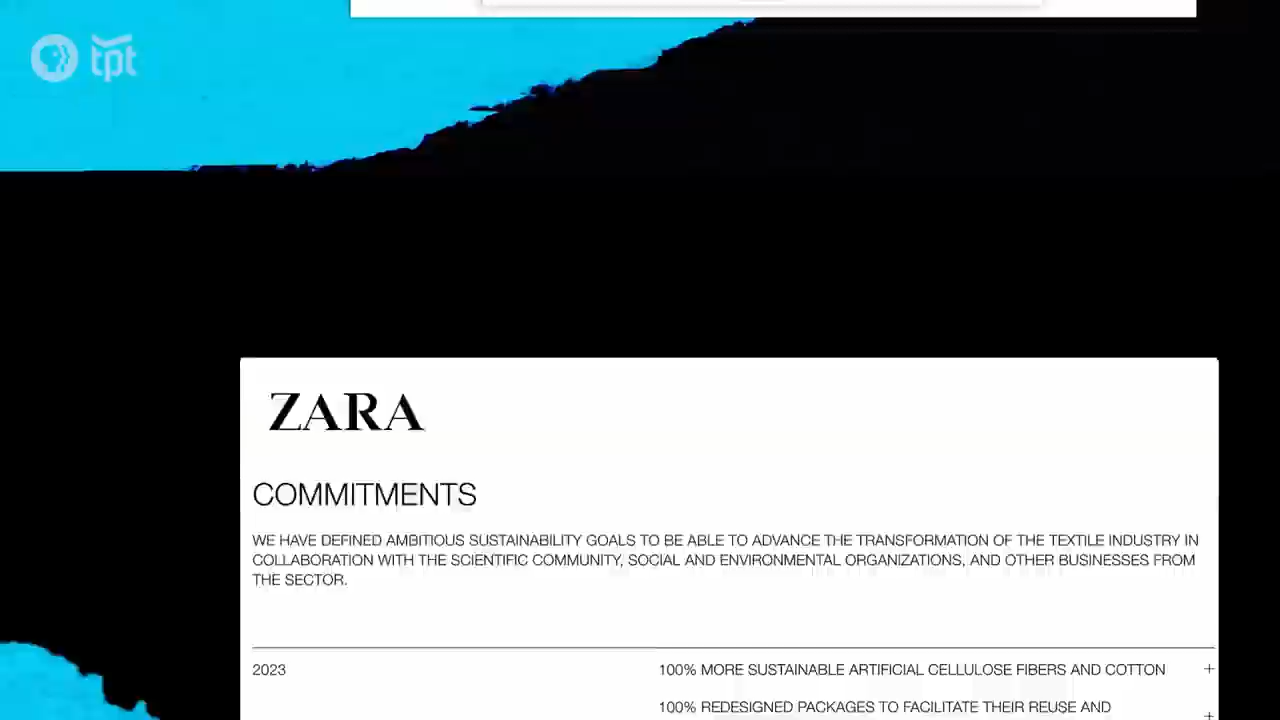 tpt
ZARA
COMMITMENTS
WE HAVE DEFINED AMBITIOUS SUSTAINABILITY GOALS TO BE ABLE TO ADVANCE THE TRANSFORMATION OF THE TEXTILE INDUSTRY IN
COLLABORATION WITH THE SCIENTIFIC COMMUNITY, SOCIAL AND ENVIRONMENTAL ORGANIZATIONS, AND OTHER BUSINESSES FROM
THE SECTOR.
2023 100% MORE SUSTAINABLE ARTIFICIAL CELLULOSE FIBERS AND COTTON +
100% REDESIGNED PACKAGES TO FACILITATE THEIR REUSE AND +